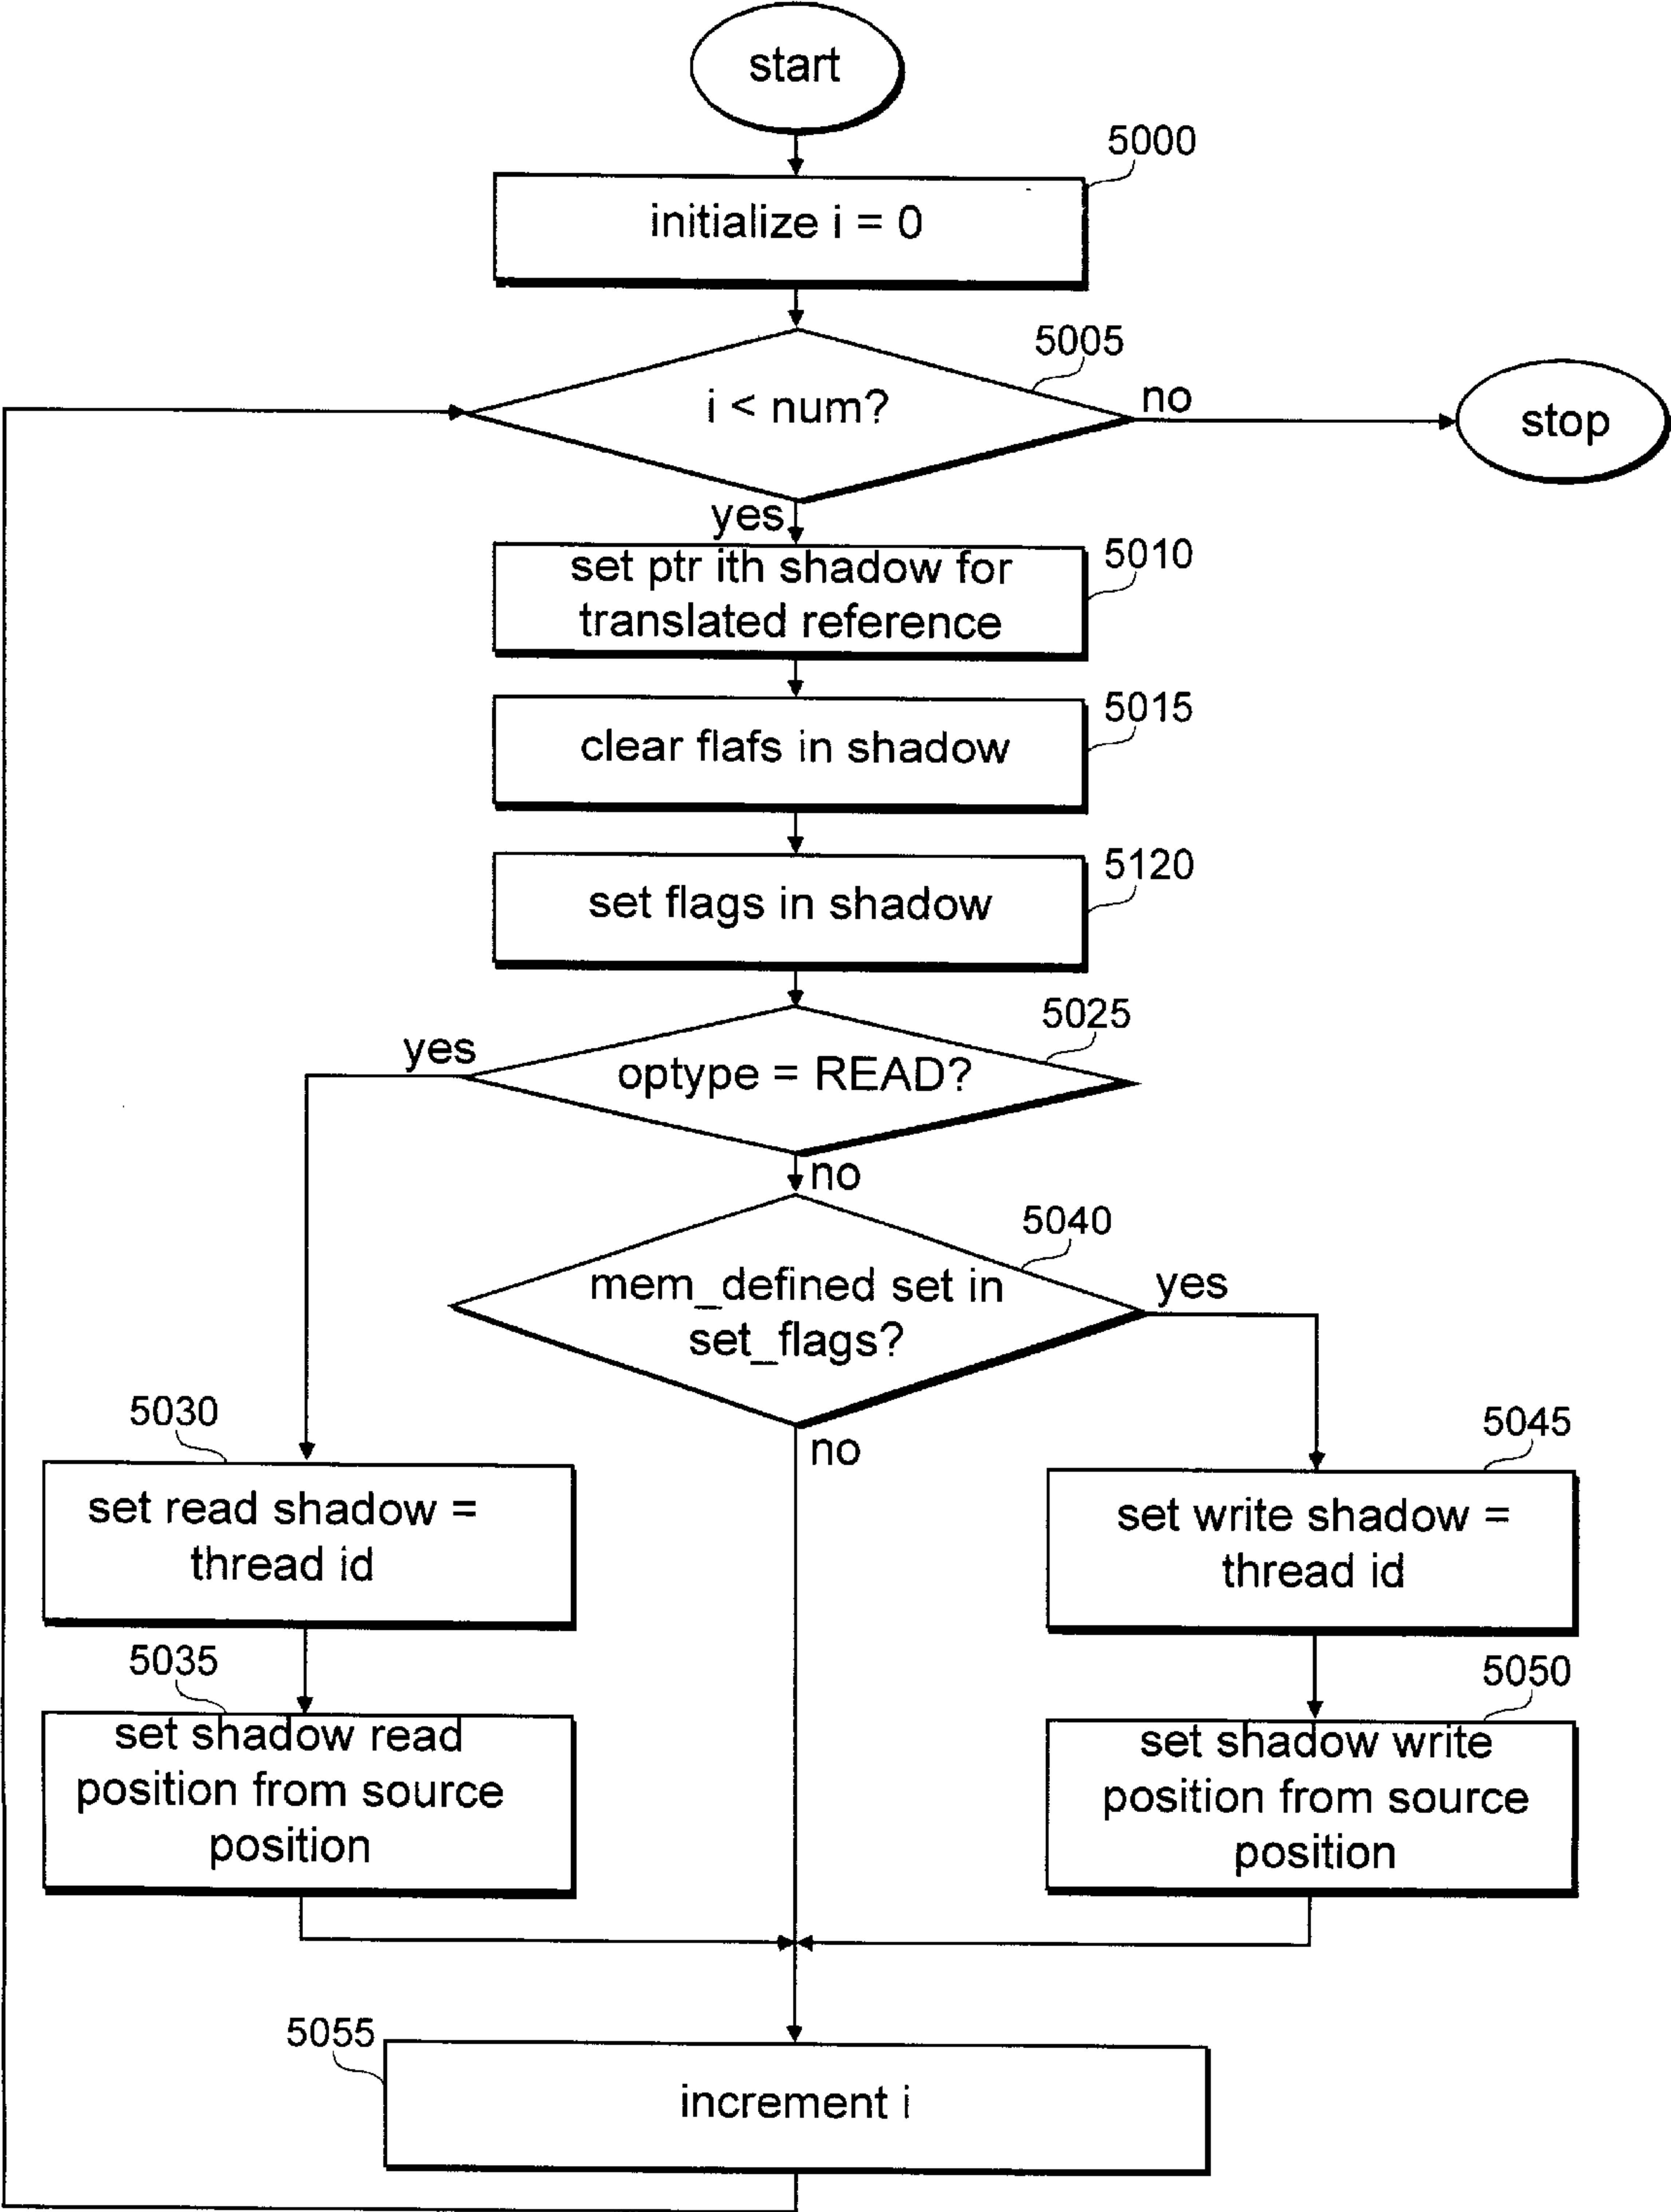 start
5000
initialize i = 0
5005
i < num?
no
stop
yes
5010
set ptr ith shadow for
translated reference
5015
clear flafs in shadow
5120
set flags in shadow
5025
yes
optype = READ?
no
5040
mem_defined set in
set_flags?
yes
no
5030
set read shadow =
thread id
5045
set write shadow =
thread id
5035
set shadow read
position from source
position
5050
set shadow write
position from source
position
5055
increment i